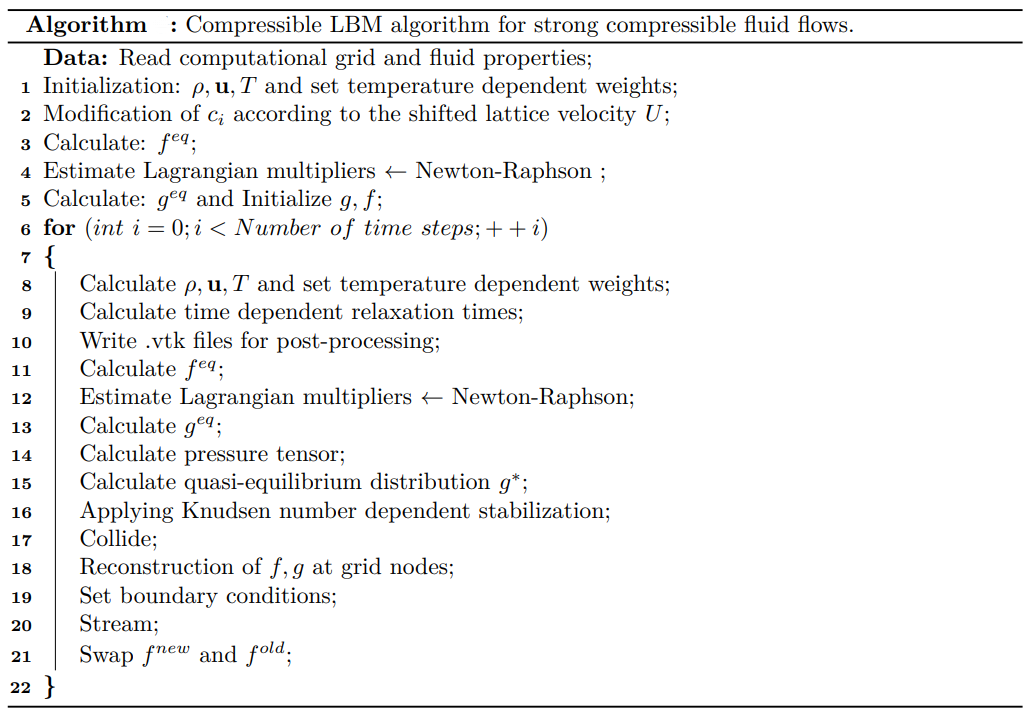 Algorithm : Compressible LBM algorithm for strong compressible fluid flows.
Data: Read computational grid and fluid properties;
1 Initialization: ρ, u, T and set temperature dependent weights;
2 Modification of c_i according to the shifted lattice velocity U;
3 Calculate: f^{eq};
4 Estimate Lagrangian multipliers ← Newton-Raphson ;
5 Calculate: g^{eq} and Initialize g, f;
6 for (int i = 0; i < Number of time steps; + + i)
7 {
8 Calculate ρ, u, T and set temperature dependent weights;
9 Calculate time dependent relaxation times;
10 Write .vtk files for post-processing;
11 Calculate f^{eq};
12 Estimate Lagrangian multipliers ← Newton-Raphson;
13 Calculate g^{eq};
14 Calculate pressure tensor;
15 Calculate quasi-equilibrium distribution g*;
16 Applying Knudsen number dependent stabilization;
17 Collide;
18 Reconstruction of f, g at grid nodes;
19 Set boundary conditions;
20 Stream;
21 Swap f^{new} and f^{old};
22 }